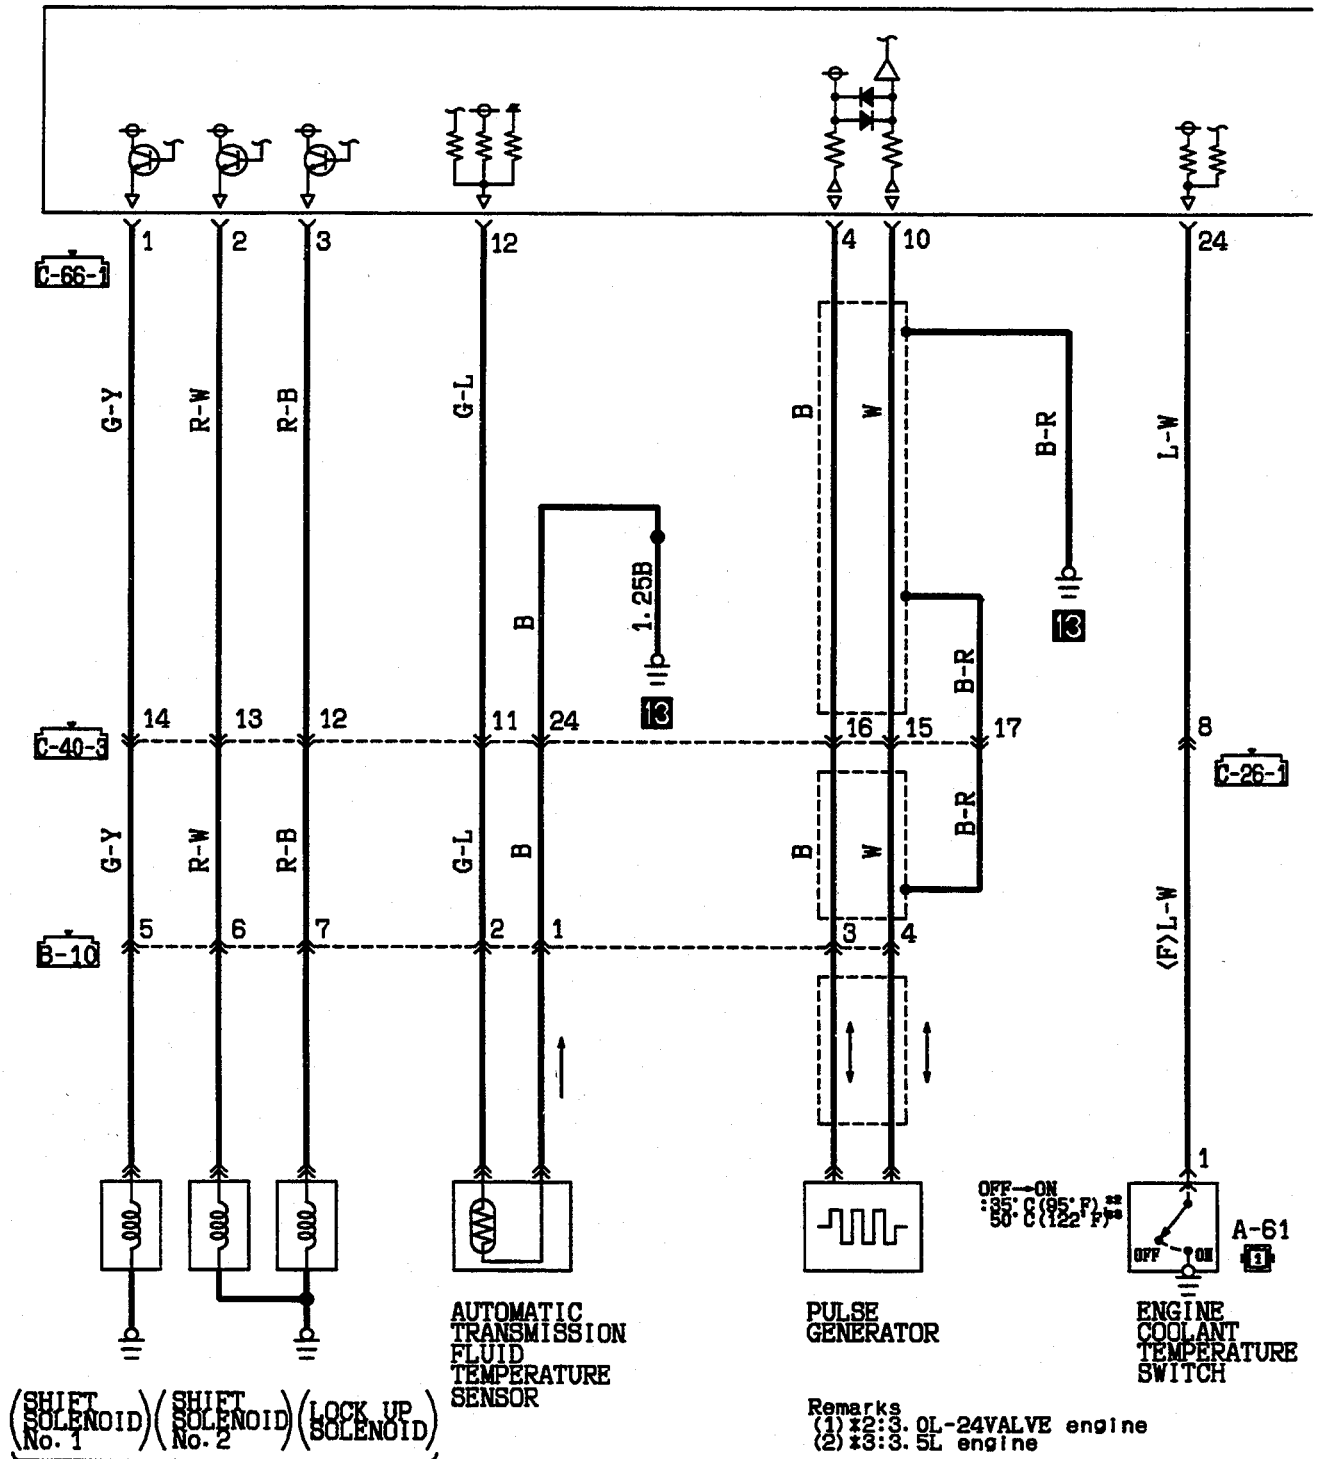 1 2 3 12 4 10 24
C-66-1
G-Y R-W R-B G-L B W B-R L-W
B 1.25B B-R
13
13
14 13 12 11 24 16 15 17 8
C-40-3
C-26-1
G-Y R-W R-B G-L B B W B-R
<F>L-W
5 6 7 2 1 3 4
B-10
1
OFF→ON
:35°C(95°F),*2
50°C(122°F)*3
OFF ON
A-61
1
AUTOMATIC
TRANSMISSION
FLUID
TEMPERATURE
SENSOR
PULSE
GENERATOR
ENGINE
COOLANT
TEMPERATURE
SWITCH
(SHIFT
SOLENOID
No. 1)
(SHIFT
SOLENOID
No. 2)
(LOCK UP
SOLENOID)
Remarks
(1)*2:3.0L-24VALVE engine
(2)*3:3.5L engine